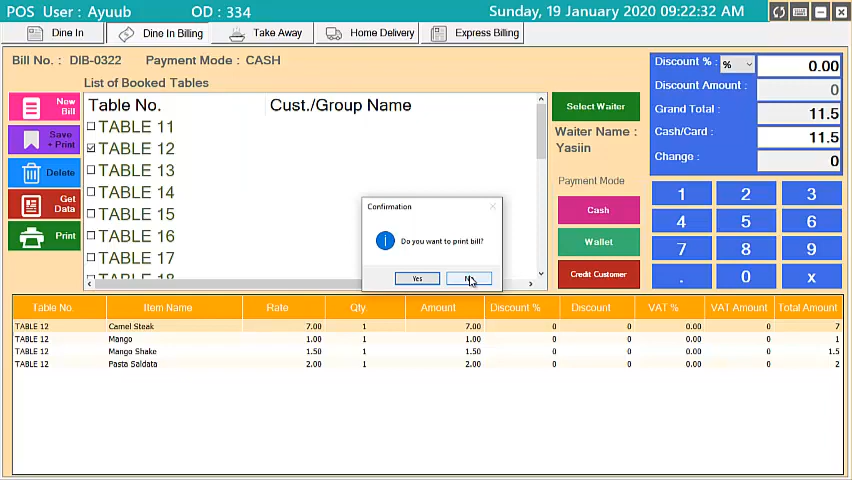 POS User : Ayuub OD : 334 Sunday, 19 January 2020 09:22:32 AM
Dine In Dine In Billing Take Away Home Delivery Express Billing
Bill No. : DIB-0322 Payment Mode : CASH
List of Booked Tables
Table No. Cust./Group Name
TABLE 11
TABLE 12
TABLE 13
TABLE 14
TABLE 15
TABLE 16
TABLE 17
New Bill
Save + Print
Delete
Get Data
Print
Confirmation
Do you want to print bill?
Yes
Select Waiter
Waiter Name :
Yasiin
Payment Mode
Cash
Wallet
Credit Customer
Discount % : % 0.00
Discount Amount : 0
Grand Total : 11.5
Cash/Card : 11.5
Change : 0
1 2 3
4 5 6
7 8 9
. 0 x
Table No. Item Name Rate Qty. Amount Discount % Discount VAT % VAT Amount Total Amount
TABLE 12 Camel Steak 7.00 1 7.00 0.00 0 0.00 0 7
TABLE 12 Mango 1.00 1 1.00 0.00 0 0.00 0 1
TABLE 12 Mango Shake 1.50 1 1.50 0.00 0 0.00 0 1.5
TABLE 12 Pasta Saldata 2.00 1 2.00 0.00 0 0.00 0 2